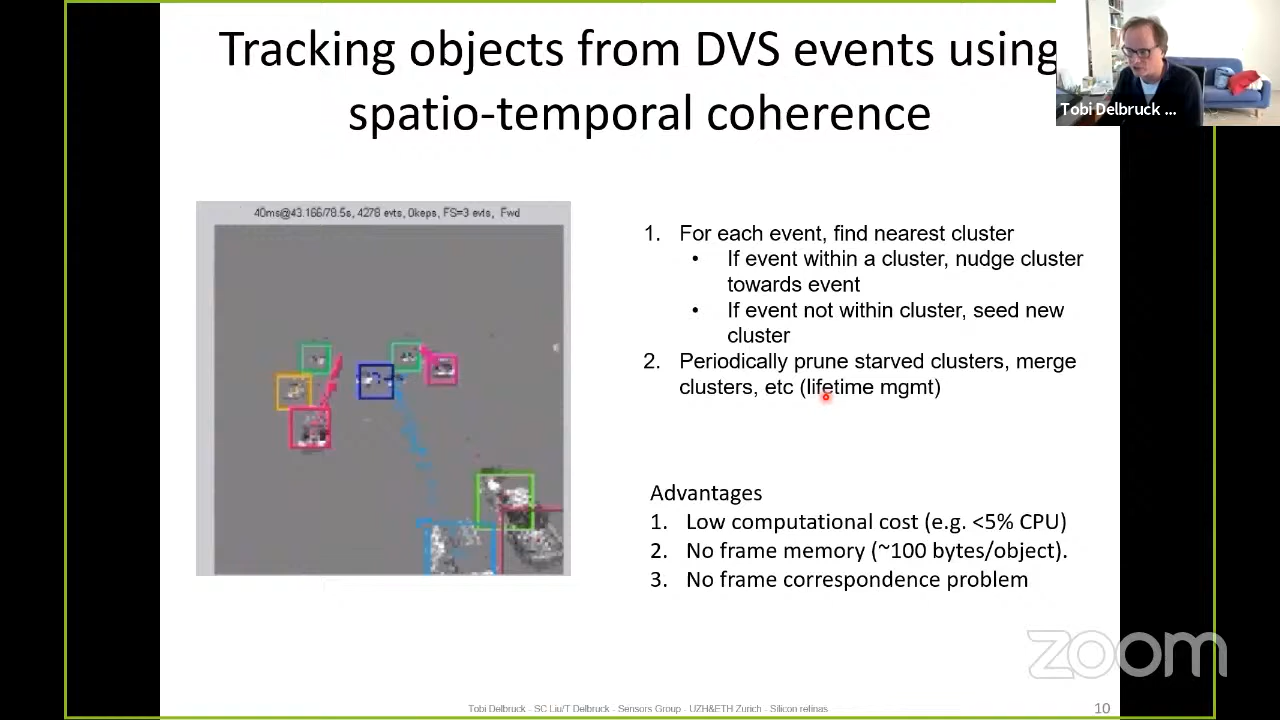 Tracking objects from DVS events using
spatio-temporal coherence
Tobi Delbruck ...
40ms@43.166/78.5s, 4278 evts, 0keps, FS=3 evts, Fwd
1. For each event, find nearest cluster
• If event within a cluster, nudge cluster
towards event
• If event not within cluster, seed new
cluster
2. Periodically prune starved clusters, merge
clusters, etc (lifetime mgmt)
Advantages
1. Low computational cost (e.g. <5% CPU)
2. No frame memory (~100 bytes/object).
3. No frame correspondence problem
zoom
Tobi Delbruck - SC Liu/T Delbruck - Sensors Group - UZH&ETH Zurich - Silicon retinas
10